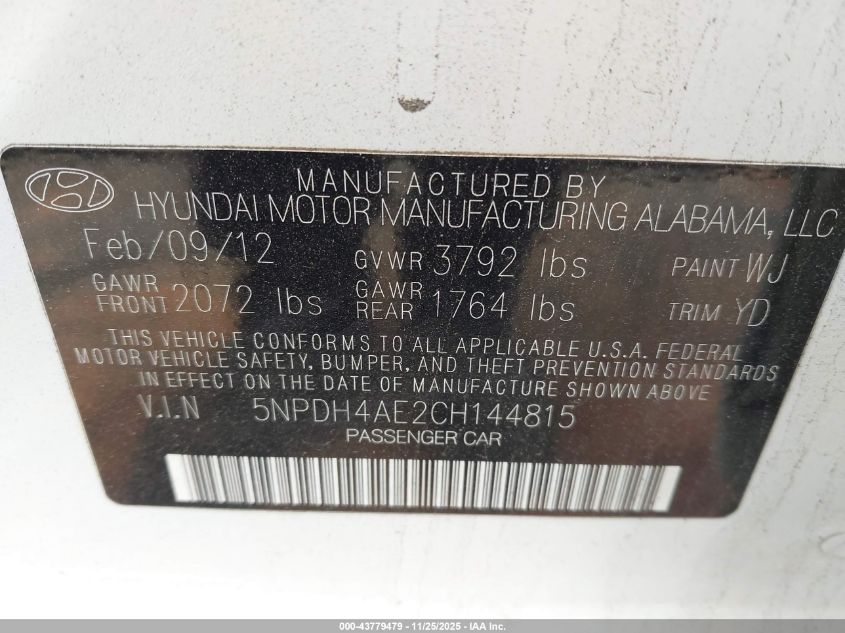 MANUFACTURED BY
HYUNDAI MOTOR MANUFACTURING ALABAMA, LLC
Feb/09/12 GVWR 3792 lbs PAINT WJ
GAWR FRONT 2072 lbs GAWR REAR 1764 lbs TRIM YD
THIS VEHICLE CONFORMS TO ALL APPLICABLE U.S.A. FEDERAL
MOTOR VEHICLE SAFETY, BUMPER, AND THEFT PREVENTION STANDARDS
IN EFFECT ON THE DATE OF MANUFACTURE SHOWN ABOVE
V.I.N 5NPDH4AE2CH144815
PASSENGER CAR
000-43779479 - 11/25/2025 - IAA Inc.